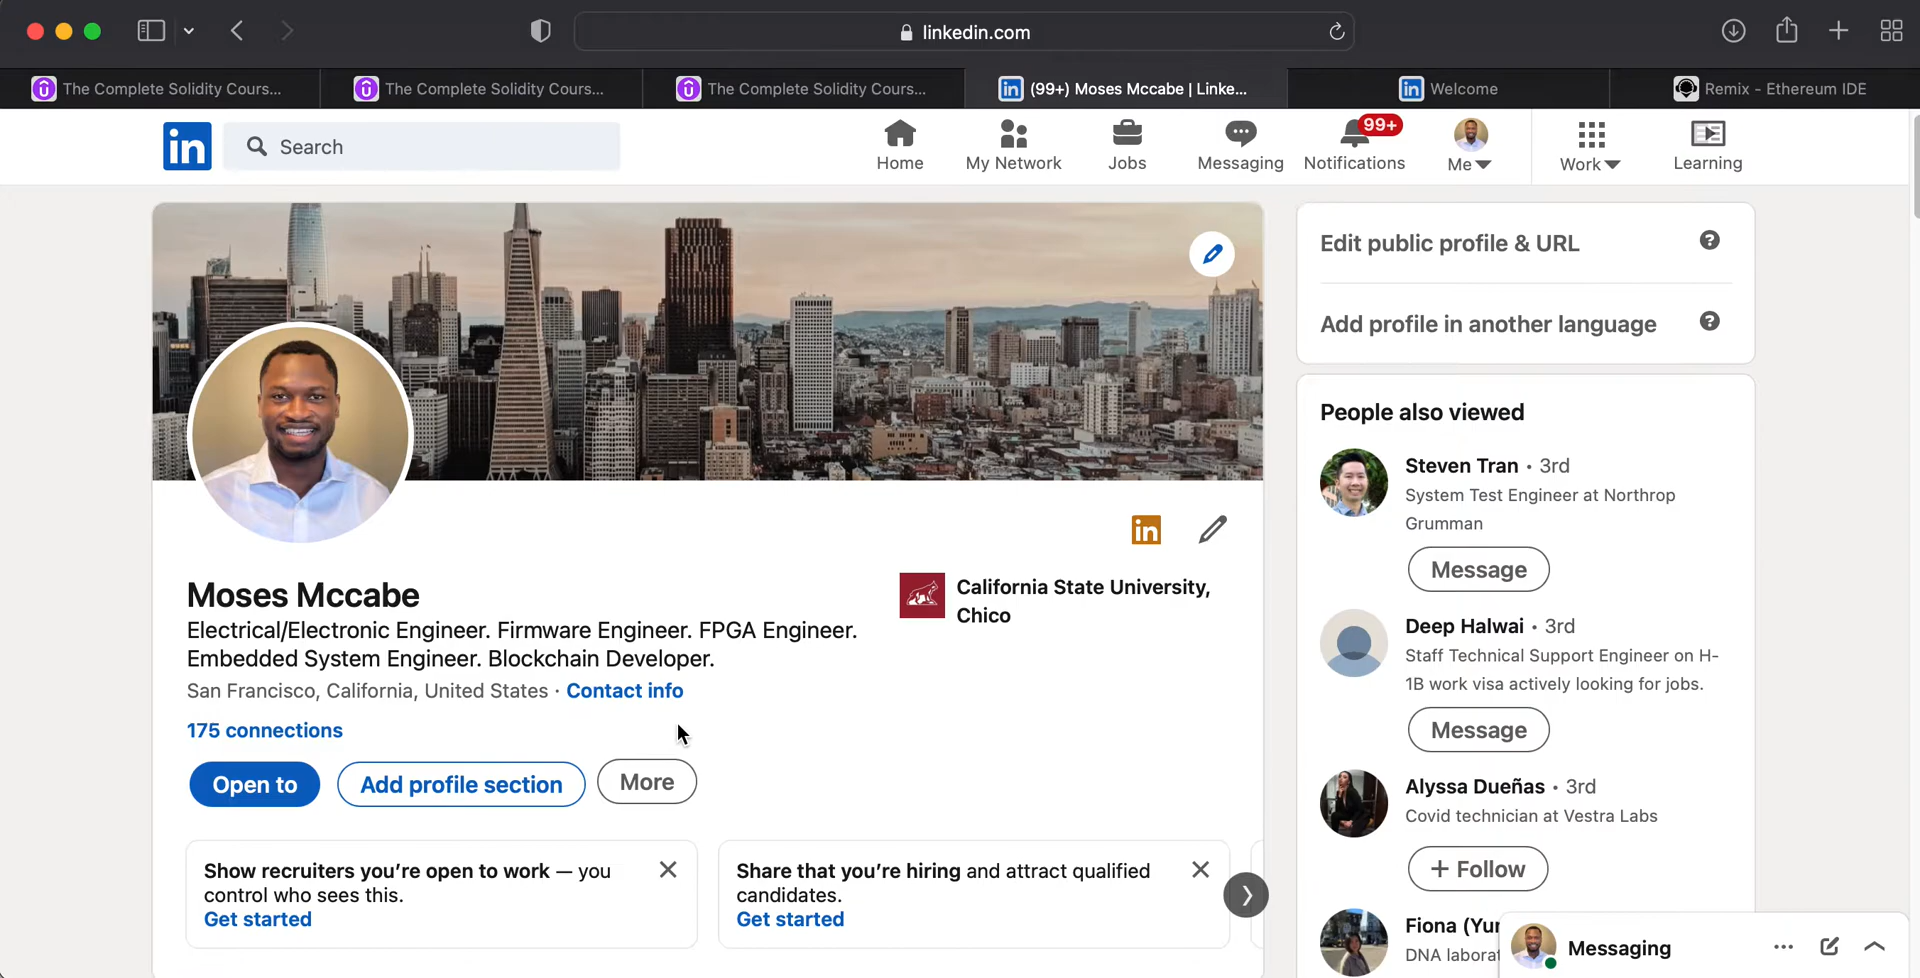 linkedin.com
The Complete Solidity Cours...
The Complete Solidity Cours...
The Complete Solidity Cours...
in
(99+) Moses Mccabe | Linke...
in
Welcome
Remix - Ethereum IDE
in
Search
Home
My Network
Jobs
Messaging
99+
Notifications
Me
Work
Learning
in
Moses Mccabe
Electrical/Electronic Engineer. Firmware Engineer. FPGA Engineer.
Embedded System Engineer. Blockchain Developer.
San Francisco, California, United States · Contact info
175 connections
Open to
Add profile section
More
California State University,
Chico
Show recruiters you're open to work — you
control who sees this.
Get started
Share that you're hiring and attract qualified
candidates.
Get started
Edit public profile & URL
Add profile in another language
People also viewed
Steven Tran · 3rd
System Test Engineer at Northrop
Grumman
Message
Deep Halwai · 3rd
Staff Technical Support Engineer on H-
1B work visa actively looking for jobs.
Message
Alyssa Dueñas · 3rd
Covid technician at Vestra Labs
+ Follow
Fiona
DNA
Messaging